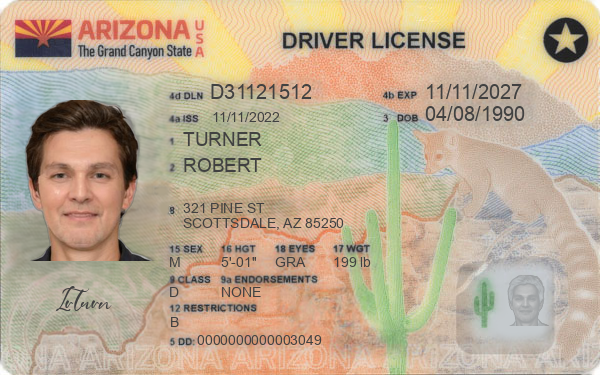 ARIZONA USA
The Grand Canyon State
DRIVER LICENSE
4d DLN D31121512
4b EXP 11/11/2027
4a ISS 11/11/2022
3 DOB 04/08/1990
1 TURNER
2 ROBERT
8 321 PINE ST
SCOTTSDALE, AZ 85250
15 SEX 16 HGT 18 EYES 17 WGT
M 5'-01" GRA 199 lb
9 CLASS 9a ENDORSEMENTS
D NONE
12 RESTRICTIONS
B
5 DD: 0000000000003049
ARIZONA ARIZONA ARIZONA ARIZONA